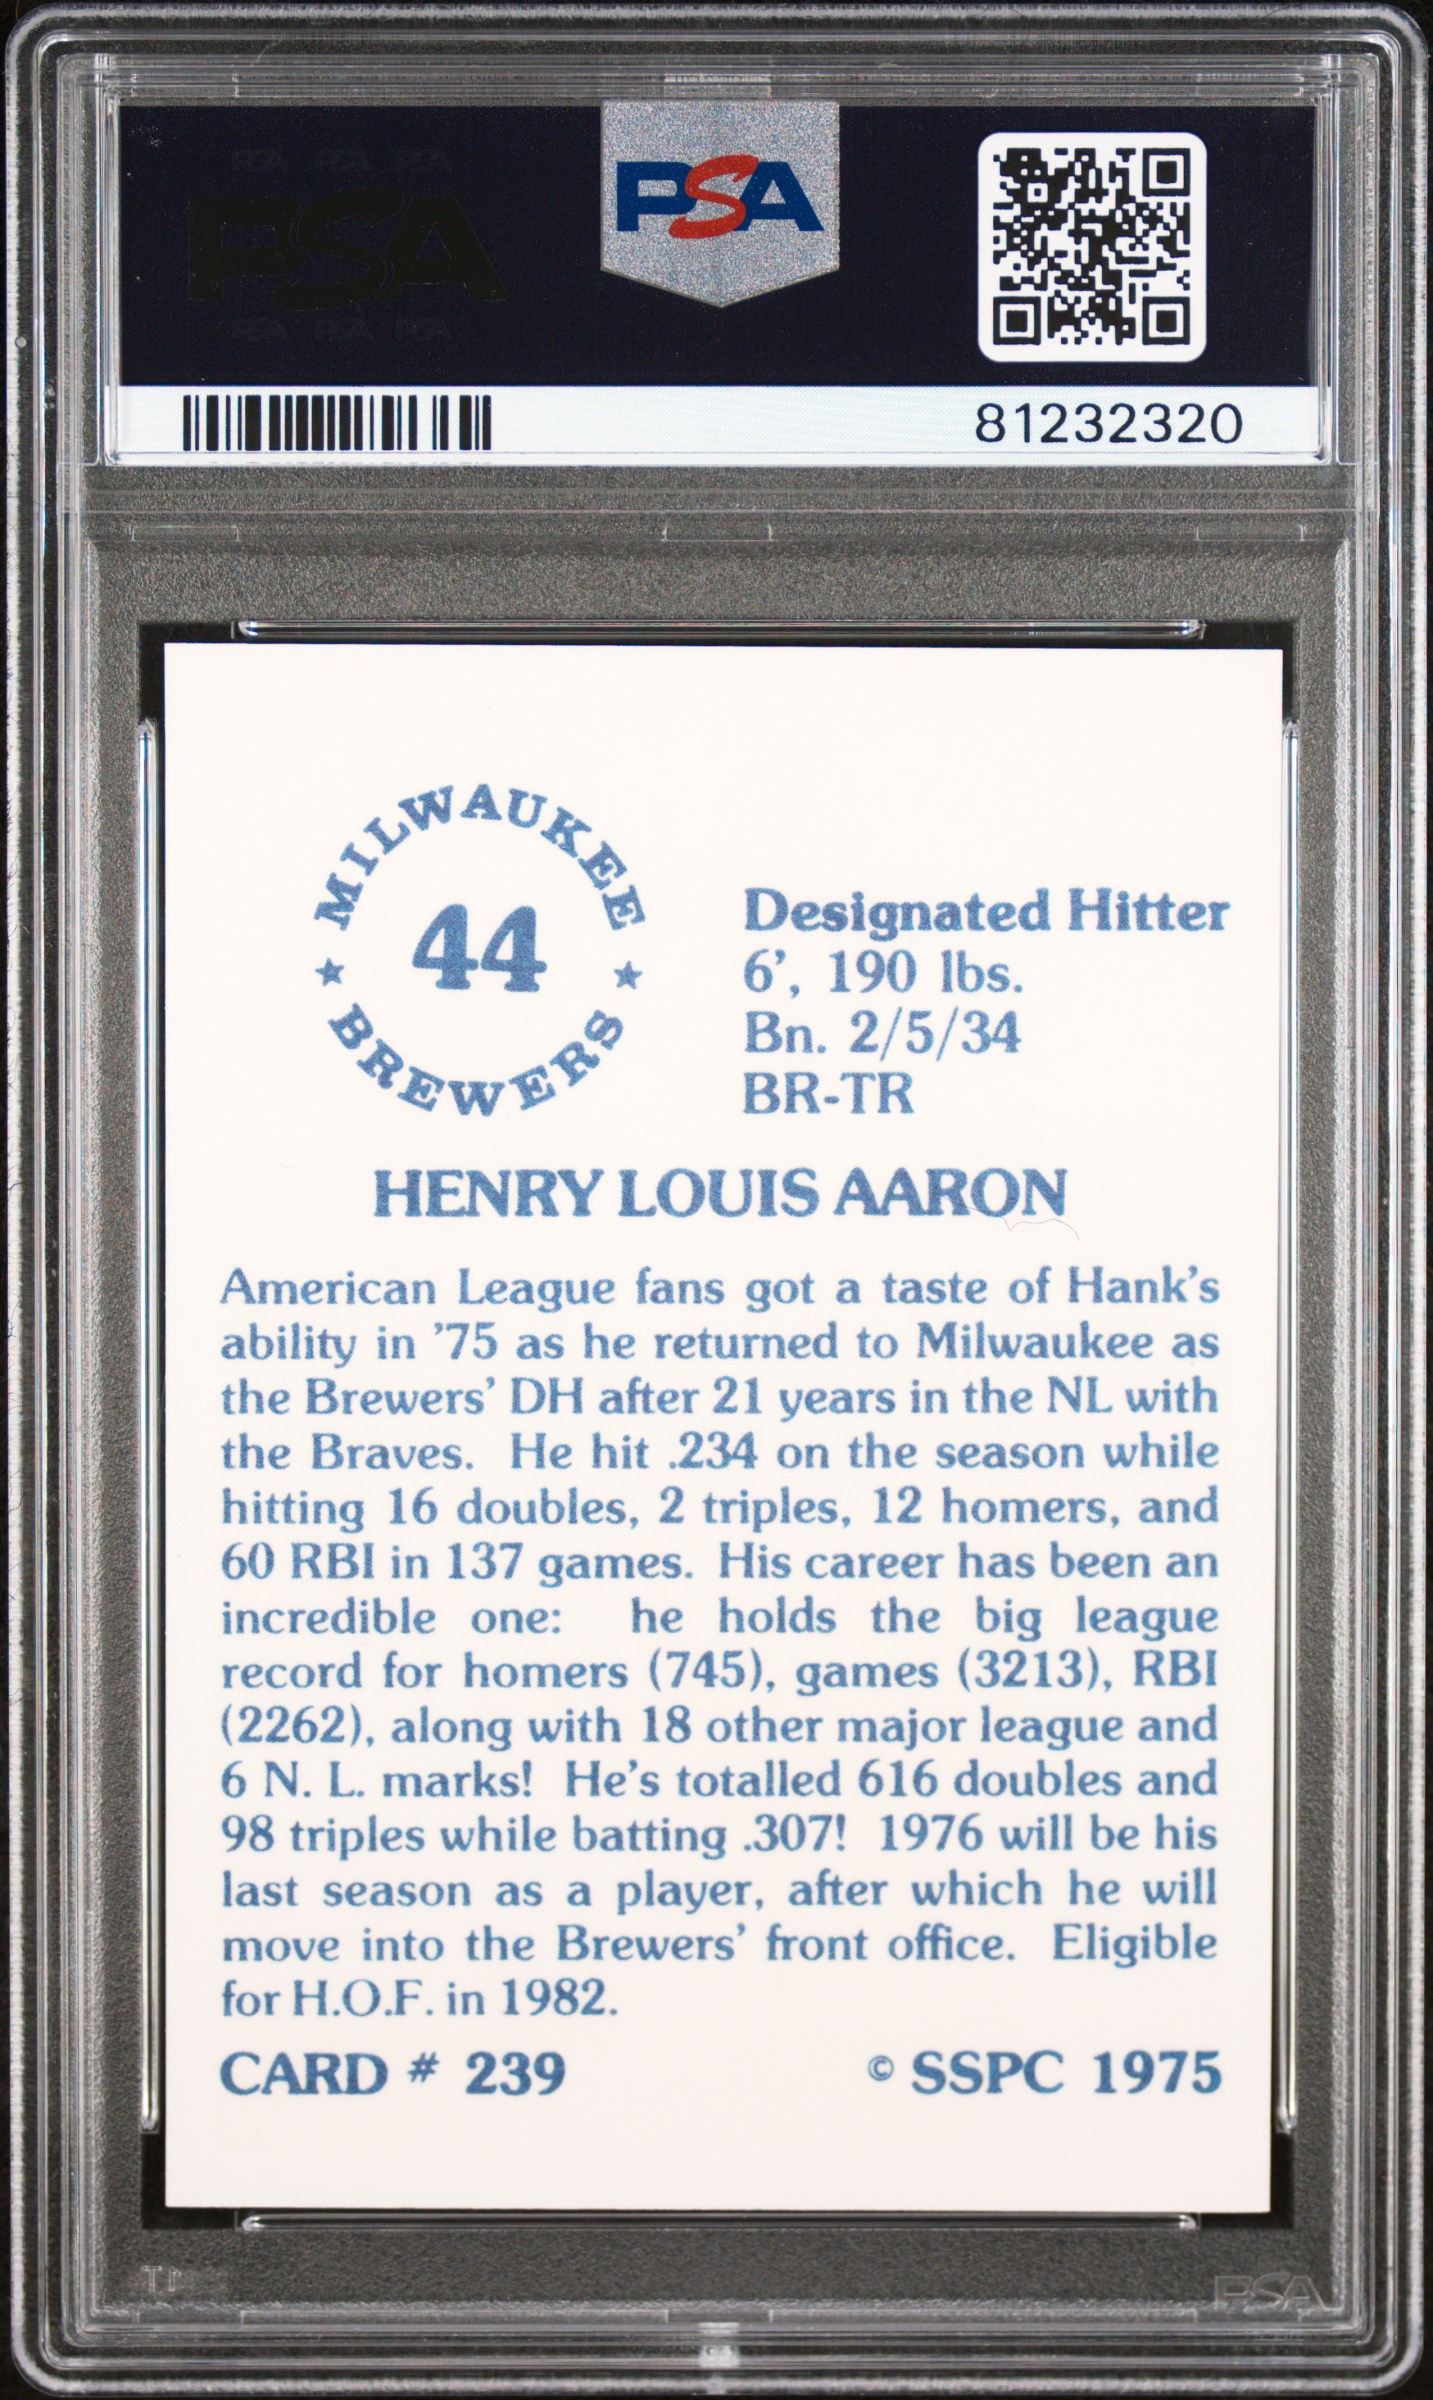 PSA PSA PSA
PSA
PSA PSA PSA
PSA
81232320
MILWAUKEE
44
BREWERS
Designated Hitter
6', 190 lbs.
Bn. 2/5/34
BR-TR
HENRY LOUIS AARON
American League fans got a taste of Hank's
ability in '75 as he returned to Milwaukee as
the Brewers' DH after 21 years in the NL with
the Braves. He hit .234 on the season while
hitting 16 doubles, 2 triples, 12 homers, and
60 RBI in 137 games. His career has been an
incredible one: he holds the big league
record for homers (745), games (3213), RBI
(2262), along with 18 other major league and
6 N. L. marks! He's totalled 616 doubles and
98 triples while batting .307! 1976 will be his
last season as a player, after which he will
move into the Brewers' front office. Eligible
for H.O.F. in 1982.
CARD # 239 © SSPC 1975
PSA